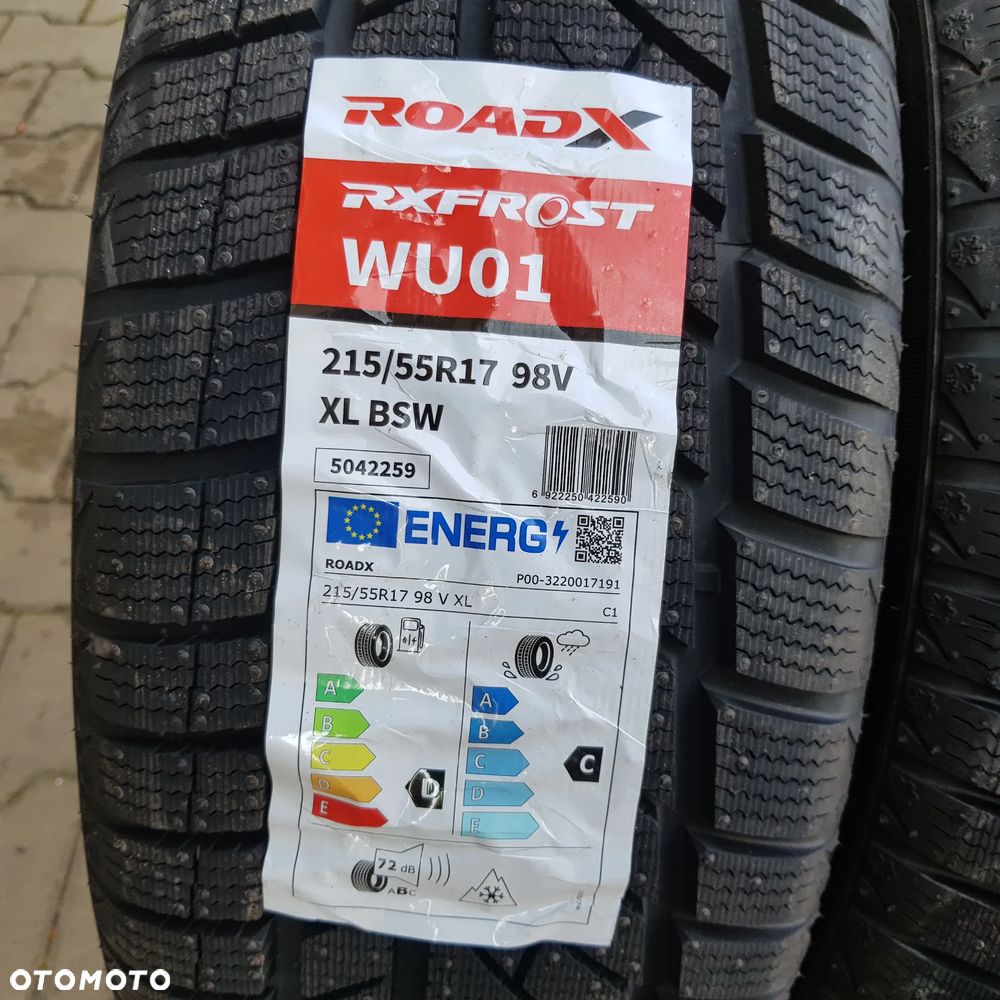 ROADX
RXFROST
WU01
215/55R17 98V
XL BSW
5042259
6 922250 422590
ENERG
ROADX
P00-3220017191
215/55R17 98 V XL
C1
A
B
C
D
E
D
A
B
C
D
E
C
72 dB
ABC
OTOMOTO